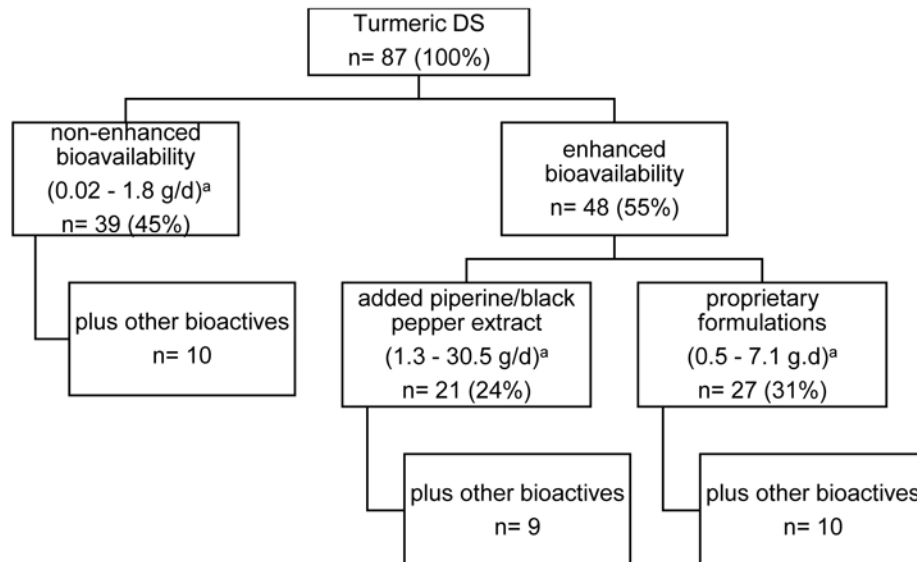 Turmeric DS
n= 87 (100%)
non-enhanced
bioavailability
(0.02 - 1.8 g/d)ᵃ
n= 39 (45%)
enhanced
bioavailability
n= 48 (55%)
plus other bioactives
n= 10
added piperine/black
pepper extract
(1.3 - 30.5 g/d)ᵃ
n= 21 (24%)
proprietary
formulations
(0.5 - 7.1 g.d)ᵃ
n= 27 (31%)
plus other bioactives
n= 9
plus other bioactives
n= 10